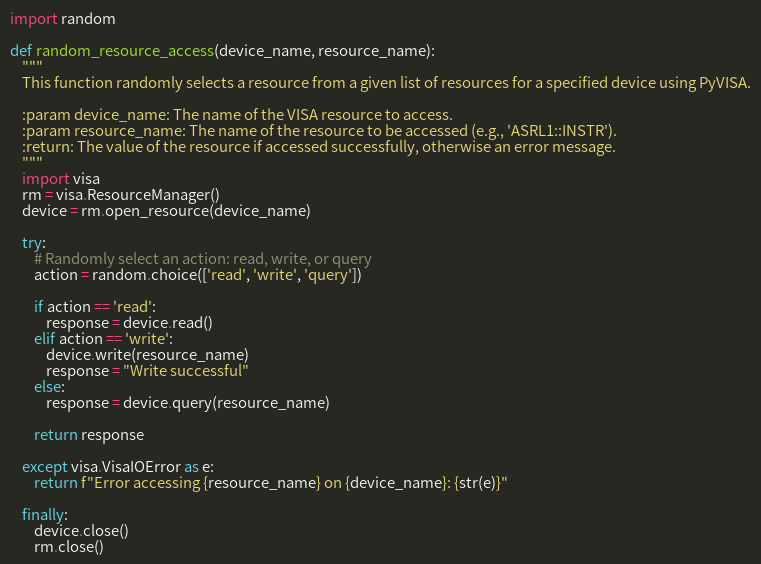 import random

def random_resource_access(device_name, resource_name):
    """
    This function randomly selects a resource from a given list of resources for a specified device using PyVISA.

    :param device_name: The name of the VISA resource to access.
    :param resource_name: The name of the resource to be accessed (e.g., 'ASRL1::INSTR').
    :return: The value of the resource if accessed successfully, otherwise an error message.
    """
    import visa
    rm = visa.ResourceManager()
    device = rm.open_resource(device_name)

    try:
        # Randomly select an action: read, write, or query
        action = random.choice(['read', 'write', 'query'])

        if action == 'read':
            response = device.read()
        elif action == 'write':
            device.write(resource_name)
            response = "Write successful"
        else:
            response = device.query(resource_name)

        return response

    except visa.VisaIOError as e:
        return f"Error accessing {resource_name} on {device_name}: {str(e)}"

    finally:
        device.close()
        rm.close()